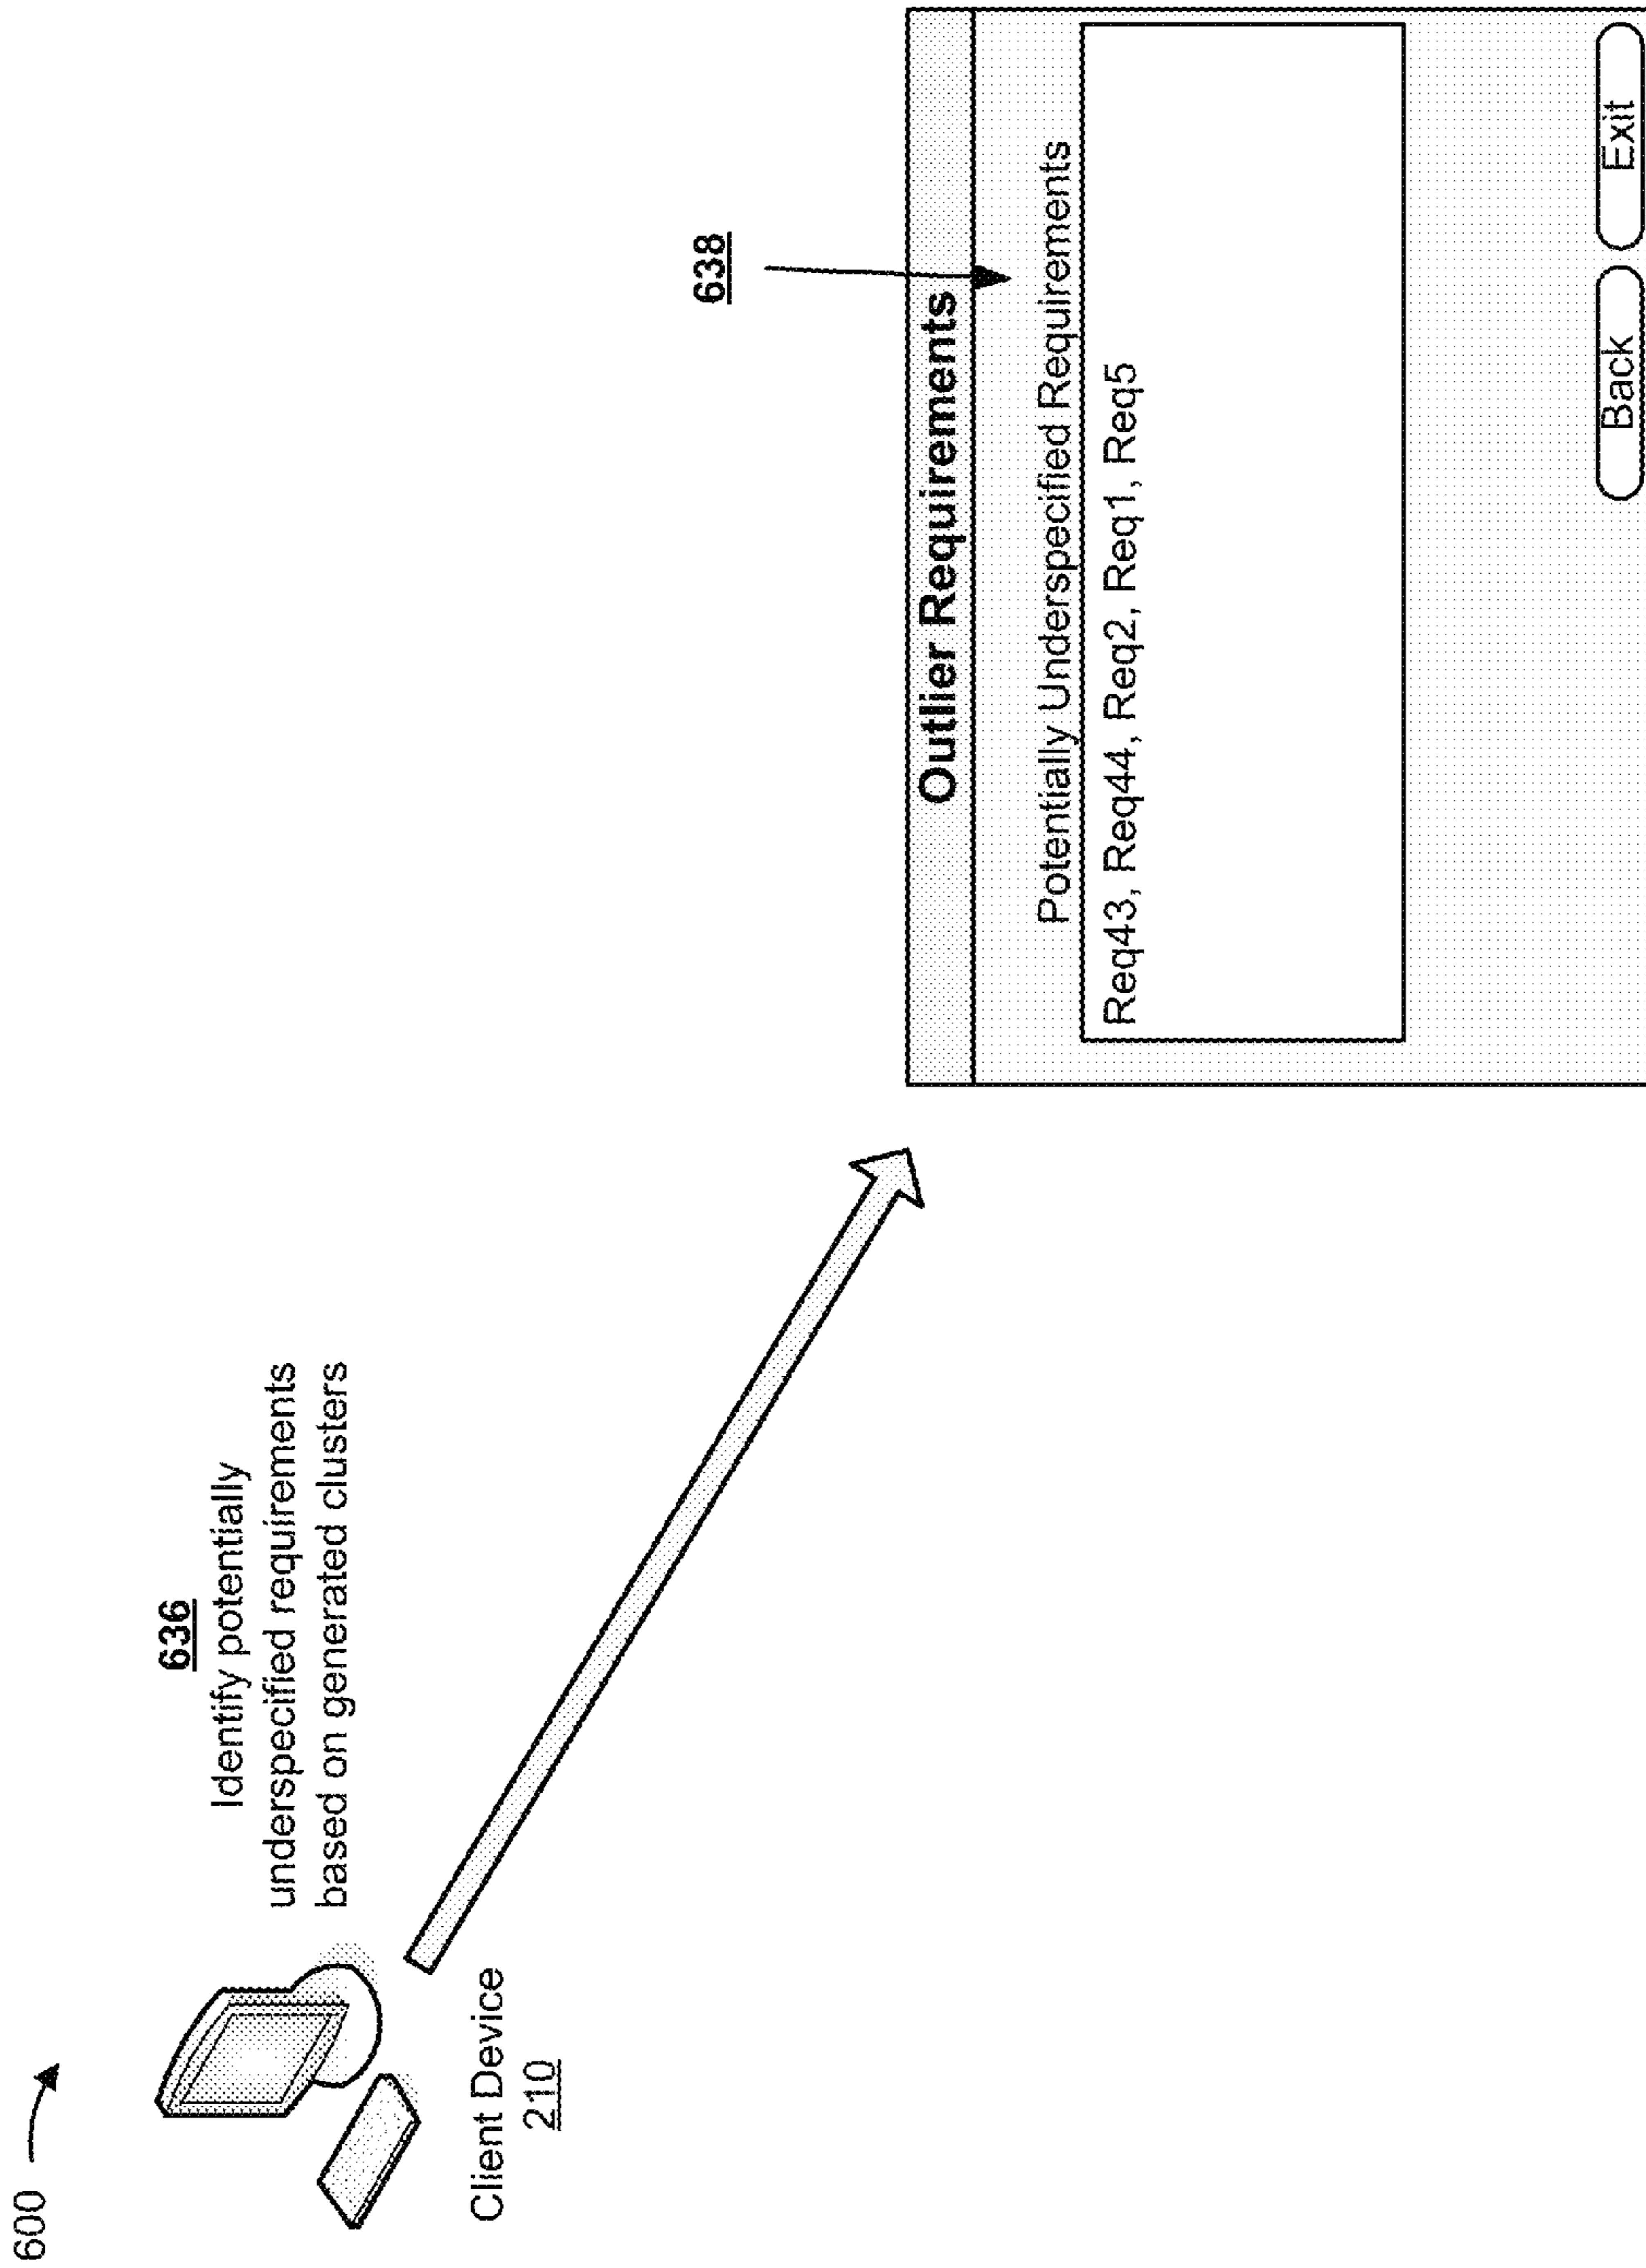 600
636
Identify potentially
underspecified requirements
based on generated clusters
Client Device
210
638
Outlier Requirements
Potentially Underspecified Requirements
Req43, Req44, Req2, Req1, Req5
Back
Exit